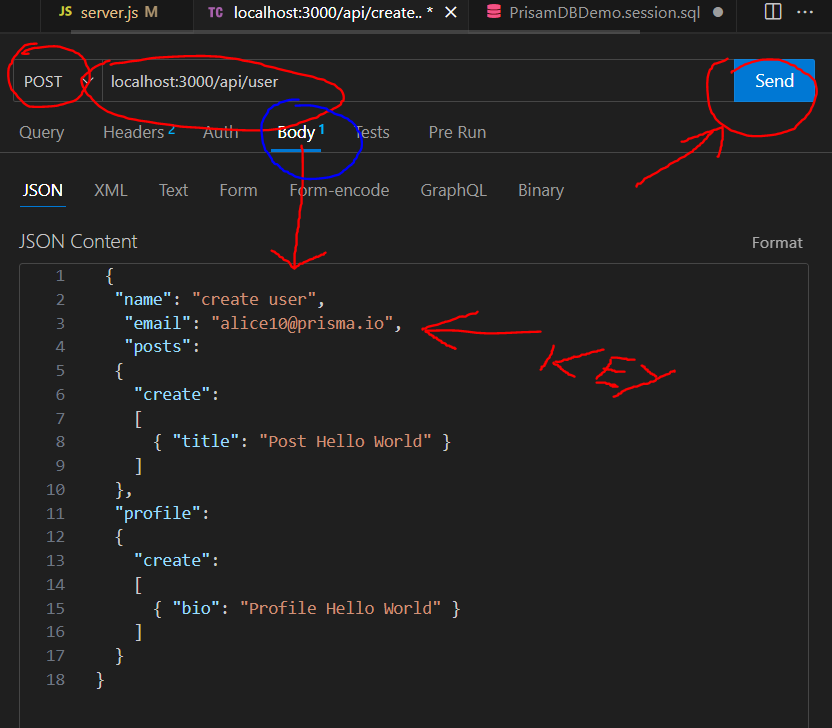 JS server.js M TC localhost:3000/api/create.. * PrisamDBDemo.session.sql
POST localhost:3000/api/user Send
Query Headers 2 Auth Body 1 Tests Pre Run
JSON XML Text Form Form-encode GraphQL Binary
JSON Content Format
1 {
2 "name": "create user",
3 "email": "alice10@prisma.io",
4 "posts":
5 {
6 "create":
7 [
8 { "title": "Post Hello World" }
9 ]
10 },
11 "profile":
12 {
13 "create":
14 [
15 { "bio": "Profile Hello World" }
16 ]
17 }
18 }